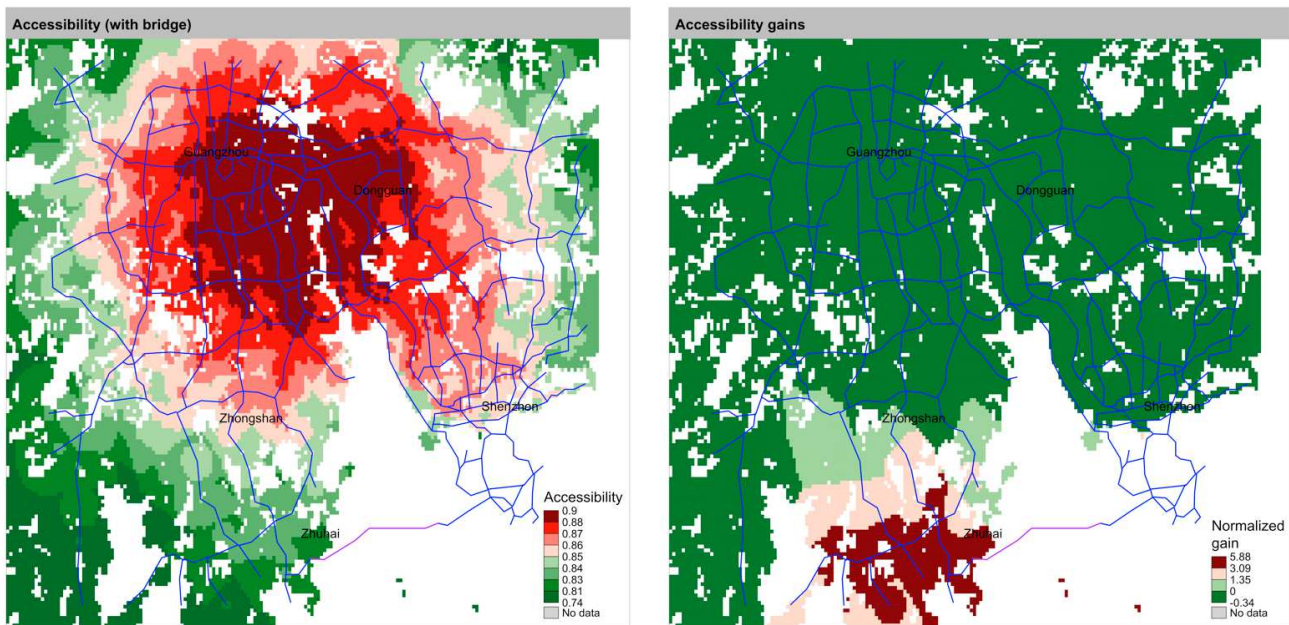 Accessibility (with bridge)
Guangzhou
Dongguan
Shenzhon
Zhongshan
Zhuhai
Accessibility
0.9
0.88
0.87
0.86
0.85
0.84
0.83
0.81
0.74
No data
Accessibility gains
Guangzhou
Dongguan
Shenzhon
Zhongshan
Zhuhai
Normalized
gain
5.88
3.09
1.35
0
-0.34
No data